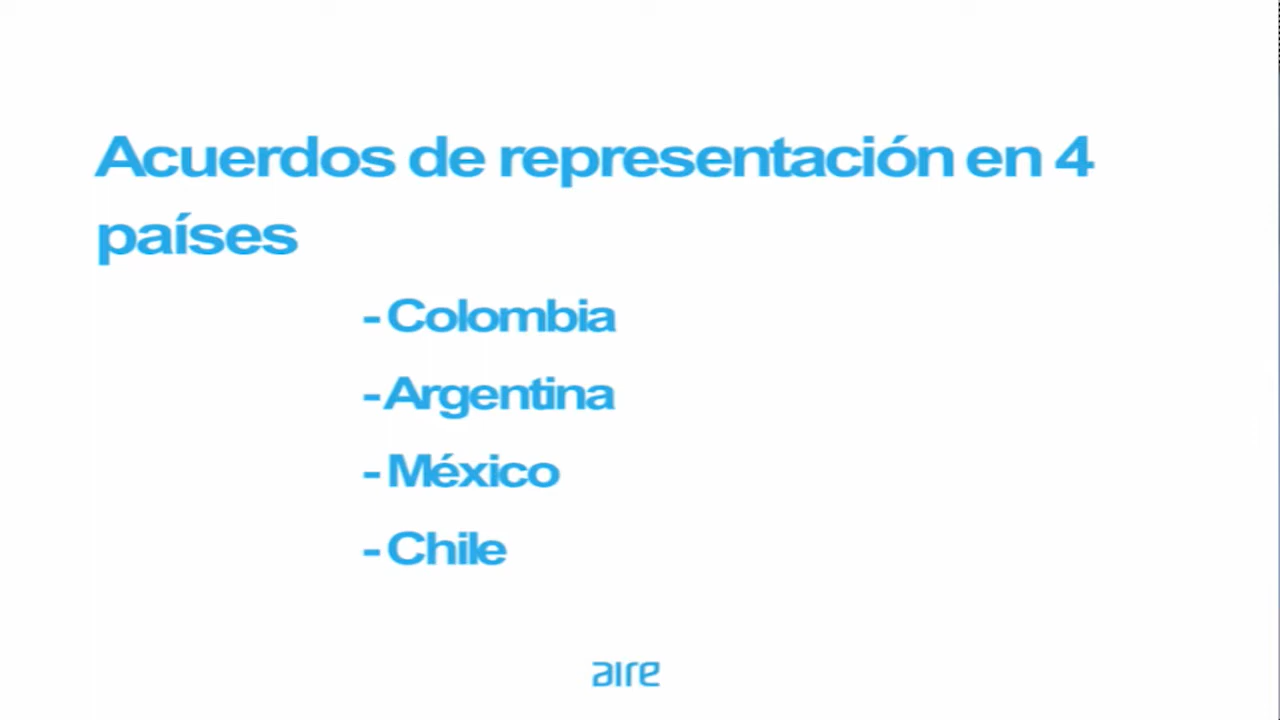 Acuerdos de representación en 4
países
- Colombia
- Argentina
- México
- Chile
aire